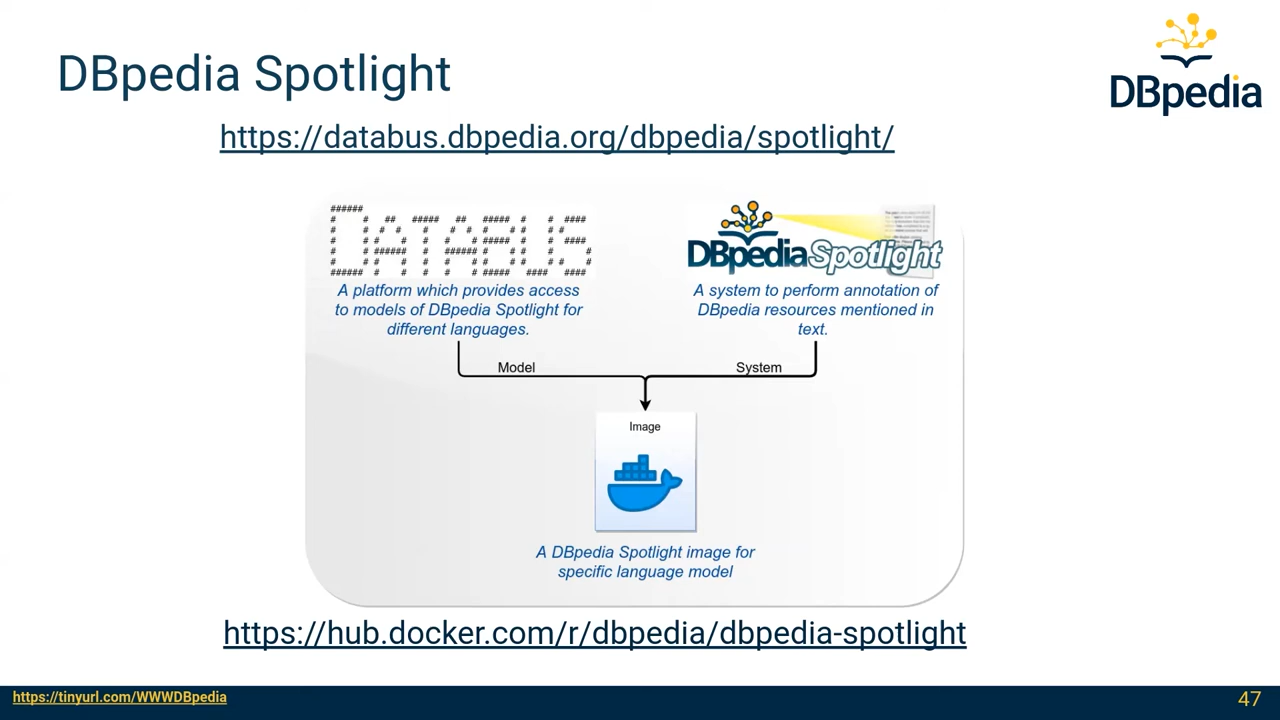 DBpedia Spotlight
DBpedia
https://databus.dbpedia.org/dbpedia/spotlight/
DATABUS
DBpedia Spotlight
A platform which provides access
to models of DBpedia Spotlight for
different languages.
A system to perform annotation of
DBpedia resources mentioned in
text.
Model
System
Image
A DBpedia Spotlight image for
specific language model
https://hub.docker.com/r/dbpedia/dbpedia-spotlight
https://tinyurl.com/WWWDBpedia
47